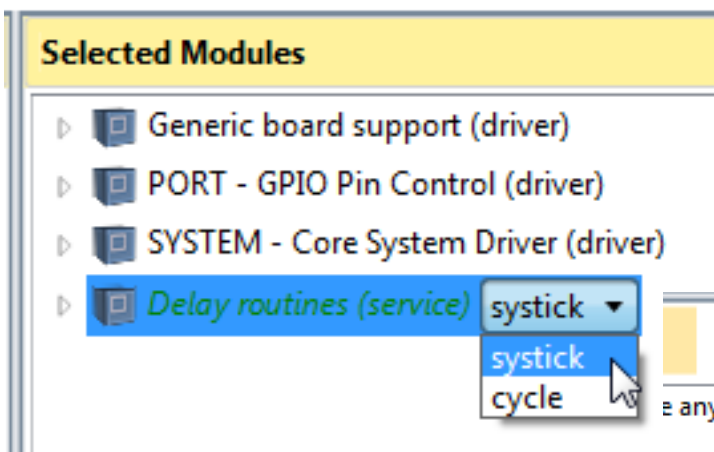 Selected Modules
Generic board support (driver)
PORT - GPIO Pin Control (driver)
SYSTEM - Core System Driver (driver)
Delay routines (service) systick
systick
cycle
e any